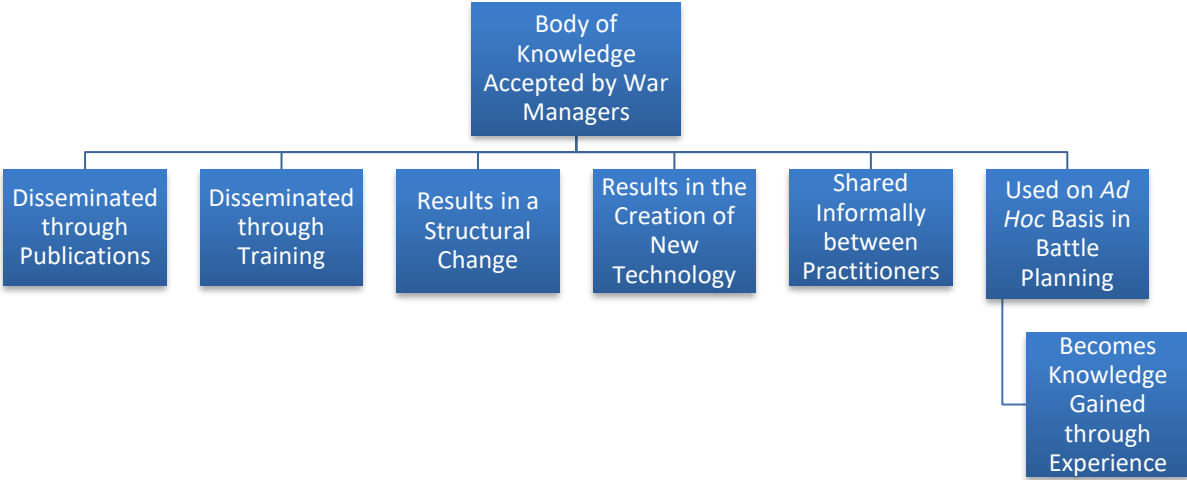 Body of
Knowledge
Accepted by War
Managers
Disseminated
through
Publications
Disseminated
through
Training
Results in a
Structural
Change
Results in the
Creation of
New
Technology
Shared
Informally
between
Practitioners
Used on Ad
Hoc Basis in
Battle
Planning
Becomes
Knowledge
Gained
through
Experience